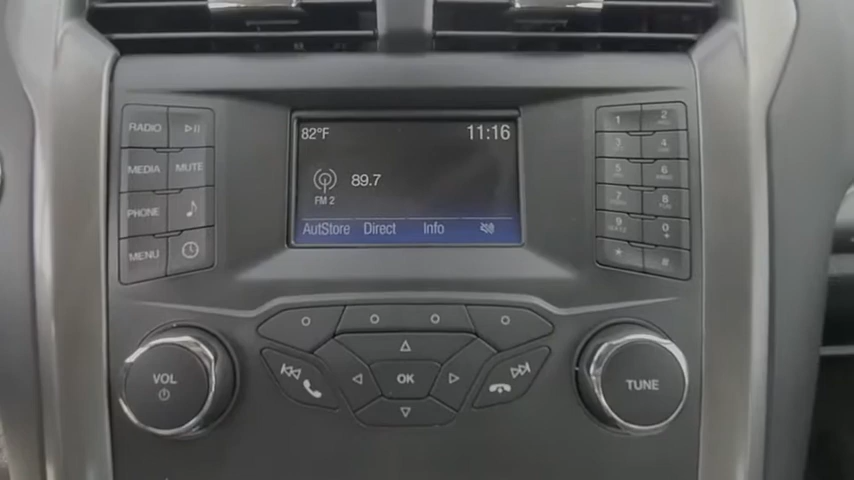 RADIO
MEDIA MUTE
PHONE
MENU
82°F 11:16
89.7
FM 2
AutStore Direct Info
1 2
3 4
5 6
7 8
9 0
* #
VOL
OK
TUNE